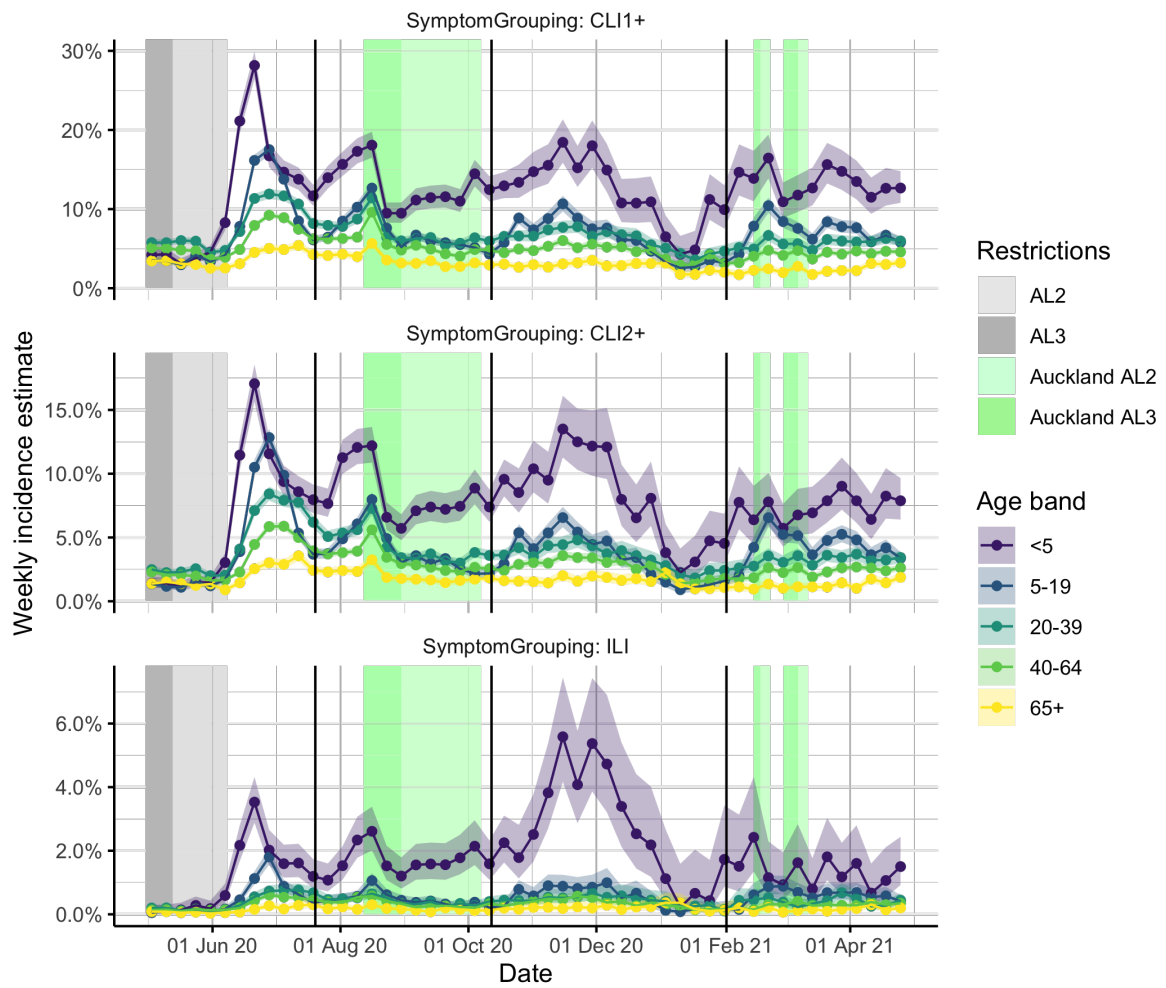 SymptomGrouping: CLI1+
30%
20%
10%
0%
SymptomGrouping: CLI2+
15.0%
10.0%
5.0%
0.0%
SymptomGrouping: ILI
6.0%
4.0%
2.0%
0.0%
01 Jun 20
01 Aug 20
01 Oct 20
01 Dec 20
01 Feb 21
01 Apr 21
Date
Weekly incidence estimate
Restrictions
AL2
AL3
Auckland AL2
Auckland AL3
Age band
<5
5-19
20-39
40-64
65+